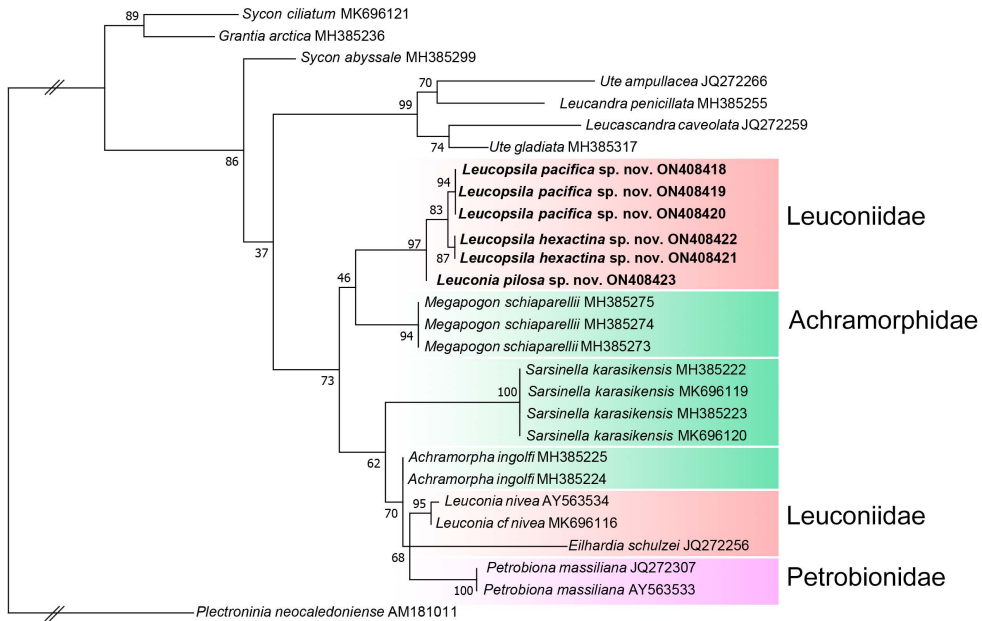 89
Sycon ciliatum MK696121
Grantia arctica MH385236
Sycon abyssale MH385299
86
70
Ute ampullacea JQ272266
Leucandra penicillata MH385255
99
Leucascandra caveolata JQ272259
74
Ute gladiata MH385317
37
Leucopsila pacifica sp. nov. ON408418
94
Leucopsila pacifica sp. nov. ON408419
Leucopsila pacifica sp. nov. ON408420
83
Leucopsila hexactina sp. nov. ON408422
87
Leucopsila hexactina sp. nov. ON408421
97
Leuconia pilosa sp. nov. ON408423
Leuconiidae
46
Megapogon schiaparellii MH385275
Megapogon schiaparellii MH385274
94
Megapogon schiaparellii MH385273
Achramorphidae
73
Sarsinella karasikensis MH385222
100
Sarsinella karasikensis MK696119
Sarsinella karasikensis MH385223
Sarsinella karasikensis MK696120
62
Achramorpha ingolfi MH385225
Achramorpha ingolfi MH385224
70
95
Leuconia nivea AY563534
Leuconia cf nivea MK696116
Eilhardia schulzei JQ272256
Leuconiidae
68
Petrobiona massiliana JQ272307
100
Petrobiona massiliana AY563533
Petrobionidae
Plectroninia neocaledoniense AM181011